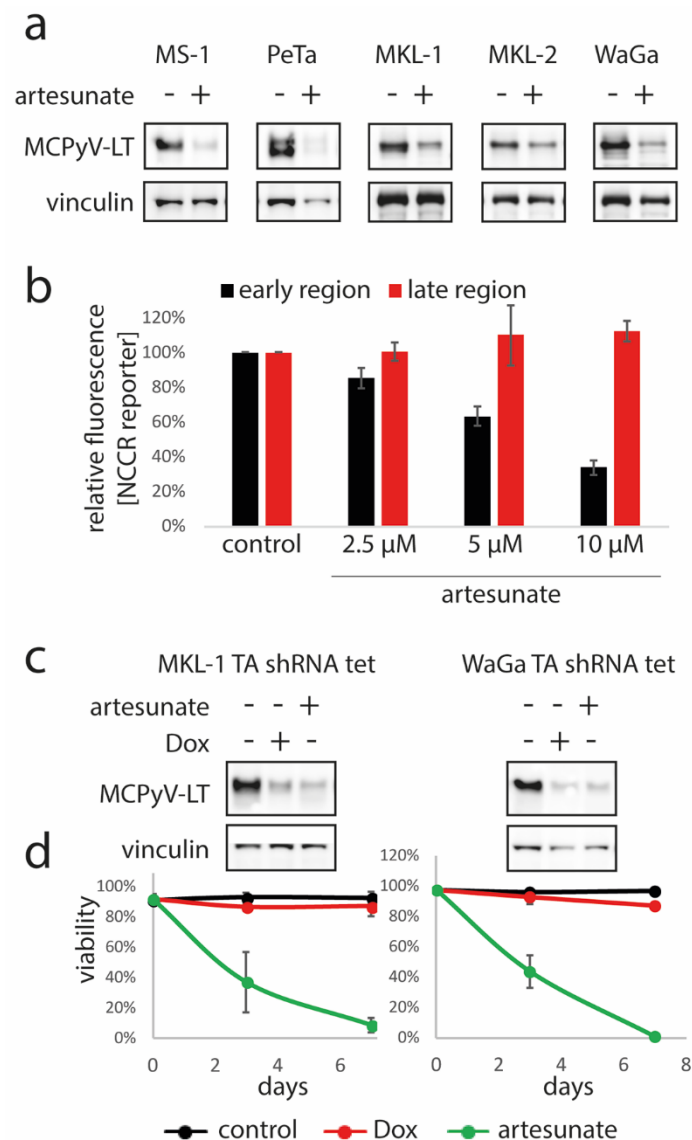 a
MS-1 PeTa MKL-1 MKL-2 WaGa
artesunate - + - + - + - + - +
MCPyV-LT
vinculin
b
early region late region
relative fluorescence
[NCCR reporter]
120%
100%
80%
60%
40%
20%
0%
control 2.5 µM 5 µM 10 µM
artesunate
c
MKL-1 TA shRNA tet WaGa TA shRNA tet
artesunate - - + - - +
Dox - + - - + -
MCPyV-LT
vinculin
d
viability
100%
80%
60%
40%
20%
0%
0 2 4 6
120%
100%
80%
60%
40%
20%
0%
0 2 4 6 8
days days
control Dox artesunate